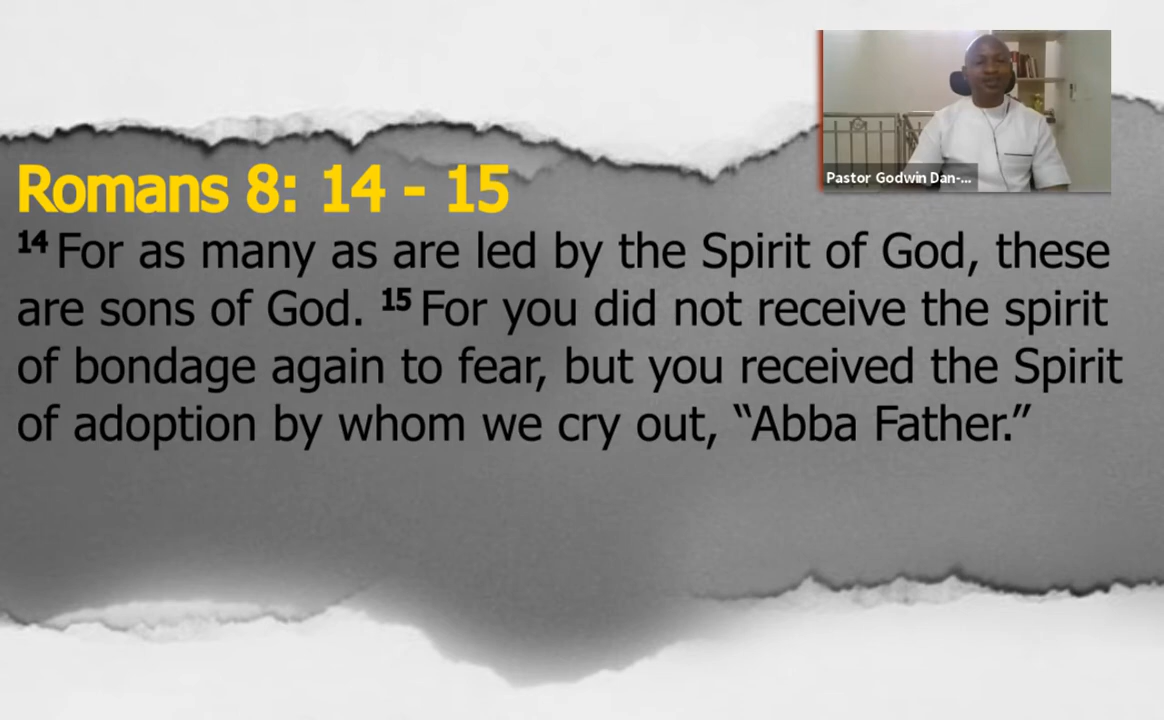 Pastor Godwin Dan-...
Romans 8: 14 - 15
14 For as many as are led by the Spirit of God, these
are sons of God. 15 For you did not receive the spirit
of bondage again to fear, but you received the Spirit
of adoption by whom we cry out, “Abba Father.”